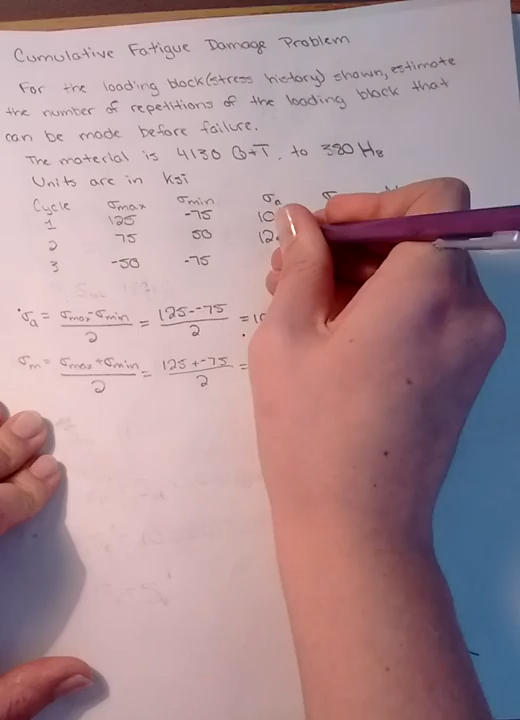 Cumulative Fatigue Damage Problem
For the loading block (stress history) shown, estimate
the number of repetitions of the loading block that
can be made before failure.
The material is 4130 Q+T. to 380 HB
Units are in Ksi
Cycle σmax σmin σa
1 125 -75 10
2 75 50 12.
3 -50 -75
σa = σmax-σmin / 2 = 125--75 / 2 = 10
σm = σmax+σmin / 2 = 125+-75 / 2 =